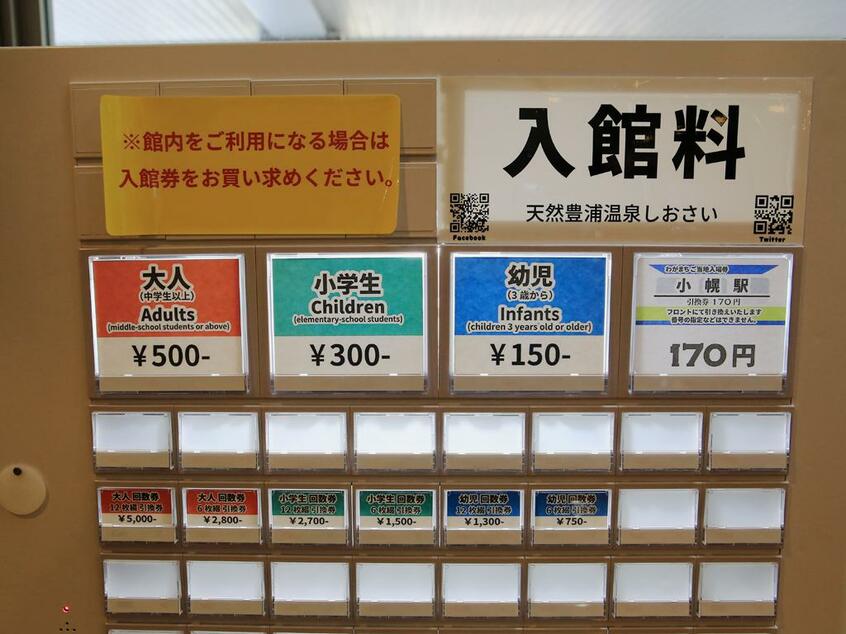 ※館内をご利用になる場合は
入館券をお買い求めください。
入館料
天然豊浦温泉しおさい
Facebook
Twitter
大人
(中学生以上)
Adults
(middle-school students or above)
¥500-
小学生
Children
(elementary-school students)
¥300-
幼児
(3歳から)
Infants
(children 3 years old or older)
¥150-
わがまちご当地入場券
小幌駅
引換券170円
フロントにて引き換えいたします
番号の指定などはできません。
170円
大人 回数券
12枚綴 引換券
¥5,000-
大人 回数券
6枚綴 引換券
¥2,800-
小学生 回数券
12枚綴 引換券
¥2,700-
小学生 回数券
6枚綴 引換券
¥1,500-
幼児 回数券
12枚綴 引換券
¥1,300-
幼児 回数券
6枚綴 引換券
¥750-